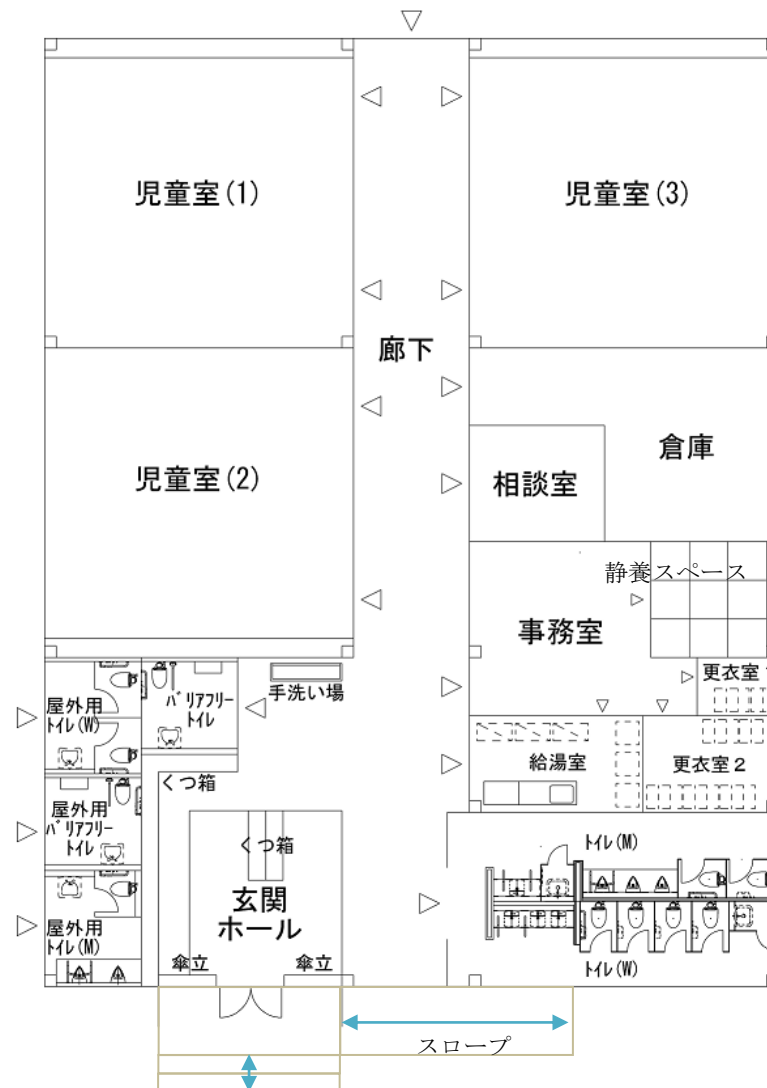 児童室(1)
児童室(3)
廊下
児童室(2)
倉庫
相談室
静養スペース
事務室
更衣室1
手洗い場
バリアフリー
トイレ
屋外用
トイレ(W)
給湯室
更衣室2
くつ箱
屋外用
バリアフリー
トイレ
くつ箱
玄関
ホール
トイレ(M)
屋外用
トイレ(M)
傘立
傘立
トイレ(W)
スロープ